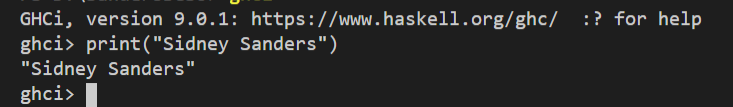 GHCi, version 9.0.1: https://www.haskell.org/ghc/  :? for help
ghci> print("Sidney Sanders")
"Sidney Sanders"
ghci>